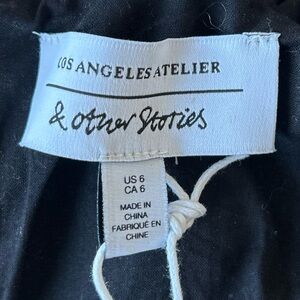 LOS ANGELES ATELIER
& other Stories
US 6
CA 6
MADE IN
CHINA
FABRIQUÉ EN
CHINE